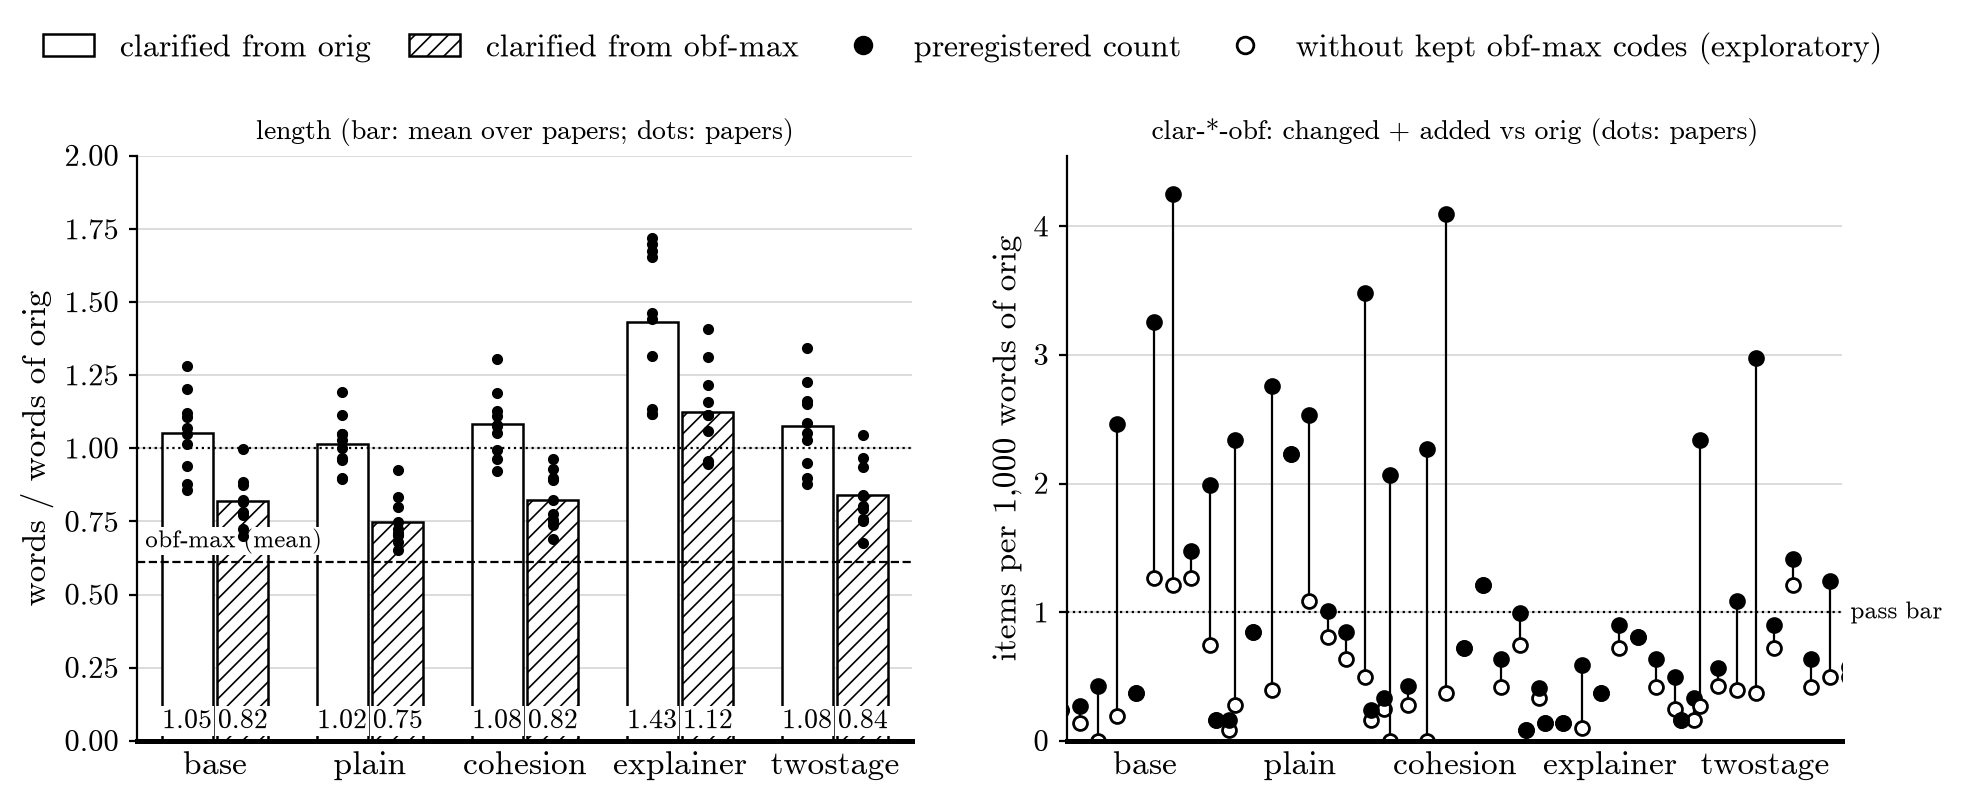 clarified from orig
clarified from obf-max
preregistered count
without kept obf-max codes (exploratory)
length (bar: mean over papers; dots: papers)
words / words of orig
2.00
1.75
1.50
1.25
1.00
0.75
0.50
0.25
0.00
obf-max (mean)
1.05 0.82 1.02 0.75 1.08 0.82 1.43 1.12 1.08 0.84
base plain cohesion explainer twostage
clar-*-obf: changed + added vs orig (dots: papers)
items per 1,000 words of orig
4
3
2
1
0
pass bar
base plain cohesion explainer twostage